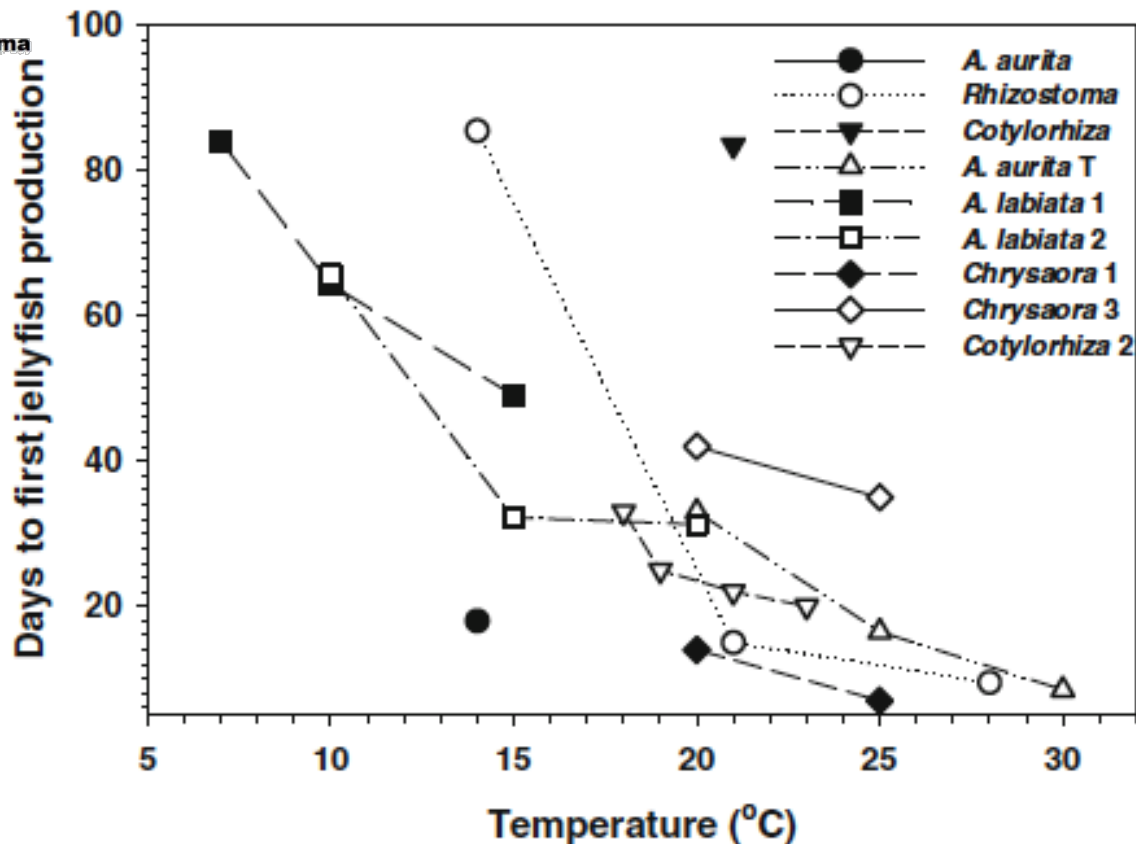 ma
100
80
60
40
20
Days to first jellyfish production
A. aurita
Rhizostoma
Cotylorhiza
A. aurita T
A. labiata 1
A. labiata 2
Chrysaora 1
Chrysaora 3
Cotylorhiza 2
5 10 15 20 25 30
Temperature (°C)